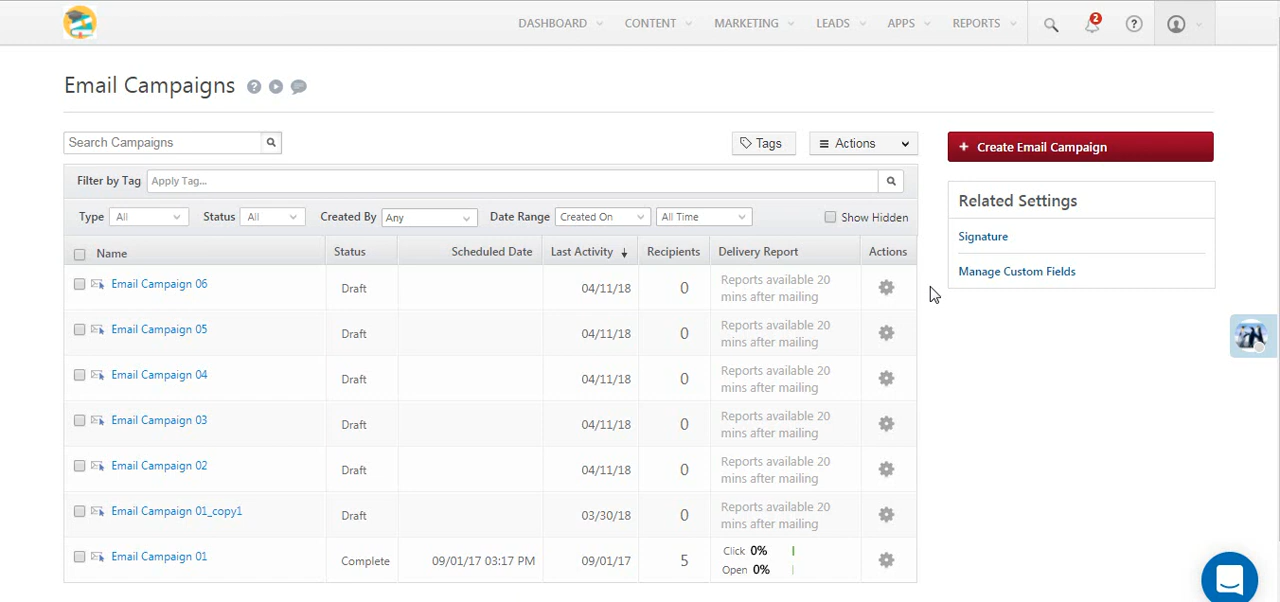 DASHBOARD CONTENT MARKETING LEADS APPS REPORTS 2 ?
Email Campaigns ?
Search Campaigns Tags Actions + Create Email Campaign
Filter by Tag Apply Tag...
Related Settings
Type All Status All Created By Any Date Range Created On All Time Show Hidden
Signature
Name Status Scheduled Date Last Activity Recipients Delivery Report Actions
Manage Custom Fields
Email Campaign 06 Draft 04/11/18 0 Reports available 20
mins after mailing
Email Campaign 05 Draft 04/11/18 0 Reports available 20
mins after mailing
Email Campaign 04 Draft 04/11/18 0 Reports available 20
mins after mailing
Email Campaign 03 Draft 04/11/18 0 Reports available 20
mins after mailing
Email Campaign 02 Draft 04/11/18 0 Reports available 20
mins after mailing
Email Campaign 01_copy1 Draft 03/30/18 0 Reports available 20
mins after mailing
Email Campaign 01 Complete 09/01/17 03:17 PM 09/01/17 5 Click 0%
Open 0%